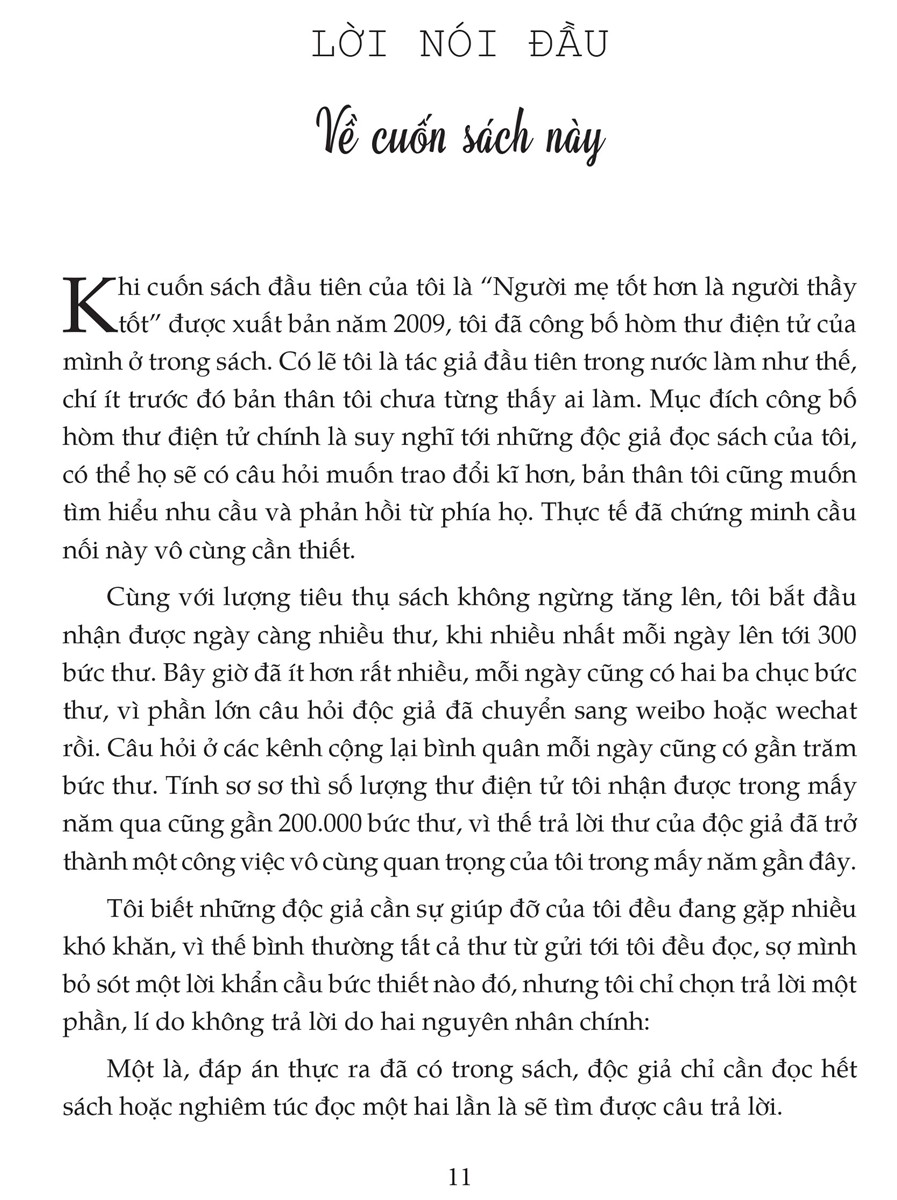 LỜI NÓI ĐẦU
Về cuốn sách này
Khi cuốn sách đầu tiên của tôi là “Người mẹ tốt hơn là người thầy
tốt” được xuất bản năm 2009, tôi đã công bố hòm thư điện tử của
mình ở trong sách. Có lẽ tôi là tác giả đầu tiên trong nước làm như thế,
chí ít trước đó bản thân tôi chưa từng thấy ai làm. Mục đích công bố
hòm thư điện tử chính là suy nghĩ tới những độc giả đọc sách của tôi,
có thể họ sẽ có câu hỏi muốn trao đổi kĩ hơn, bản thân tôi cũng muốn
tìm hiểu nhu cầu và phản hồi từ phía họ. Thực tế đã chứng minh cầu
nối này vô cùng cần thiết.
Cùng với lượng tiêu thụ sách không ngừng tăng lên, tôi bắt đầu
nhận được ngày càng nhiều thư, khi nhiều nhất mỗi ngày lên tới 300
bức thư. Bây giờ đã ít hơn rất nhiều, mỗi ngày cũng có hai ba chục bức
thư, vì phần lớn câu hỏi độc giả đã chuyển sang weibo hoặc wechat
rồi. Câu hỏi ở các kênh cộng lại bình quân mỗi ngày cũng có gần trăm
bức thư. Tính sơ sơ thì số lượng thư điện tử tôi nhận được trong mấy
năm qua cũng gần 200.000 bức thư, vì thế trả lời thư của độc giả đã trở
thành một công việc vô cùng quan trọng của tôi trong mấy năm gần đây.
Tôi biết những độc giả cần sự giúp đỡ của tôi đều đang gặp nhiều
khó khăn, vì thế bình thường tất cả thư từ gửi tới tôi đều đọc, sợ mình
bỏ sót một lời khẩn cầu bức thiết nào đó, nhưng tôi chỉ chọn trả lời một
phần, lí do không trả lời do hai nguyên nhân chính:
Một là, đáp án thực ra đã có trong sách, độc giả chỉ cần đọc hết
sách hoặc nghiêm túc đọc một hai lần là sẽ tìm được câu trả lời.
11